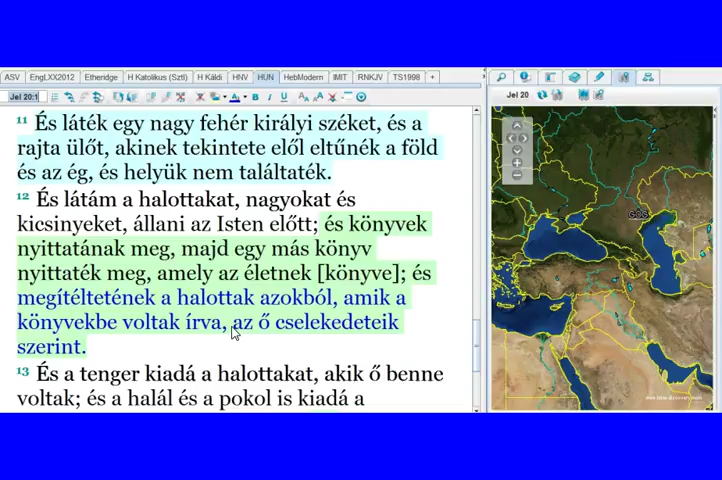 ASV EngLXX2012 Etheridge H Katolikus (SztI) H Káldi HNV HUN HebModern IMIT RNKJV TS1998 +
Jel 20:1
B I U
Jel 20
11 És láték egy nagy fehér királyi széket, és a
rajta ülőt, akinek tekintete elől eltűnék a föld
és az ég, és helyük nem találtaték.
12 És látám a halottakat, nagyokat és
kicsinyeket, állani az Isten előtt; és könyvek
nyittatának meg, majd egy más könyv
nyittaték meg, amely az életnek [könyve]; és
megítéltetének a halottak azokból, amik a
könyvekbe voltak írva, az ő cselekedeteik
szerint.
13 És a tenger kiadá a halottakat, akik ő benne
voltak; és a halál és a pokol is kiadá a
GOG